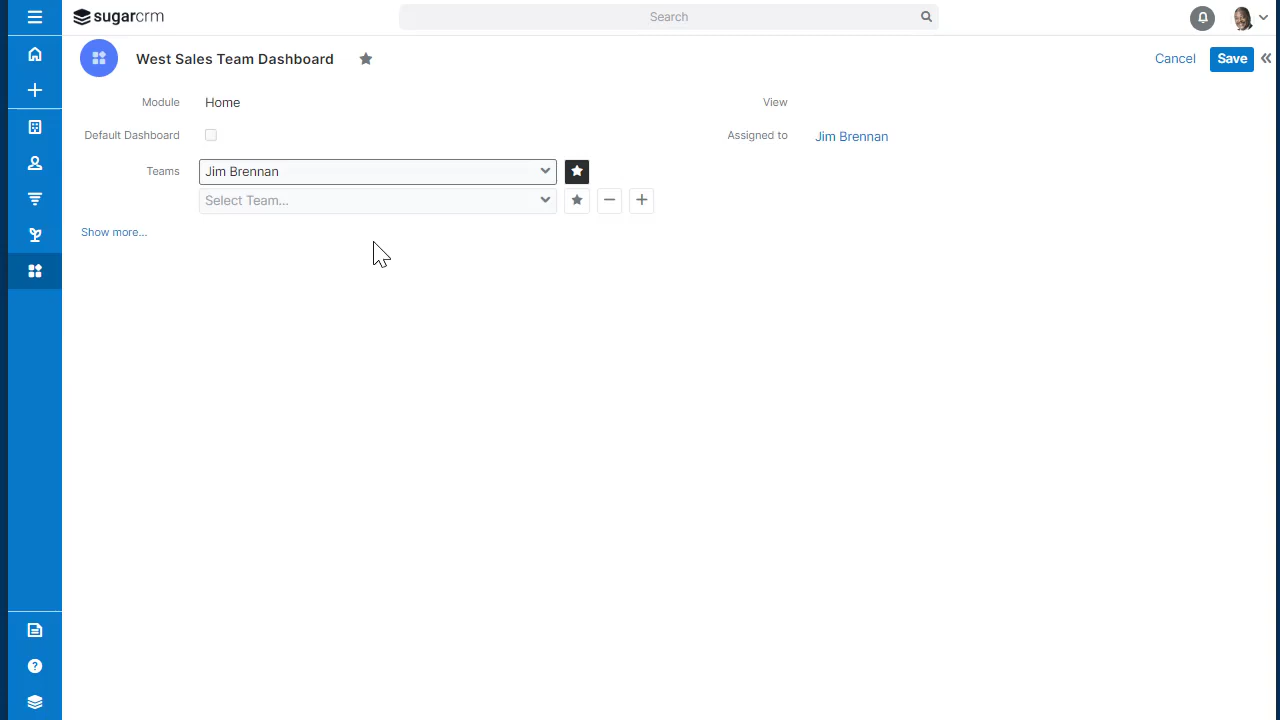 sugarcrm
Search
West Sales Team Dashboard
Cancel
Save
Module
Home
View
Default Dashboard
Assigned to
Jim Brennan
Teams
Jim Brennan
Select Team...
Show more...